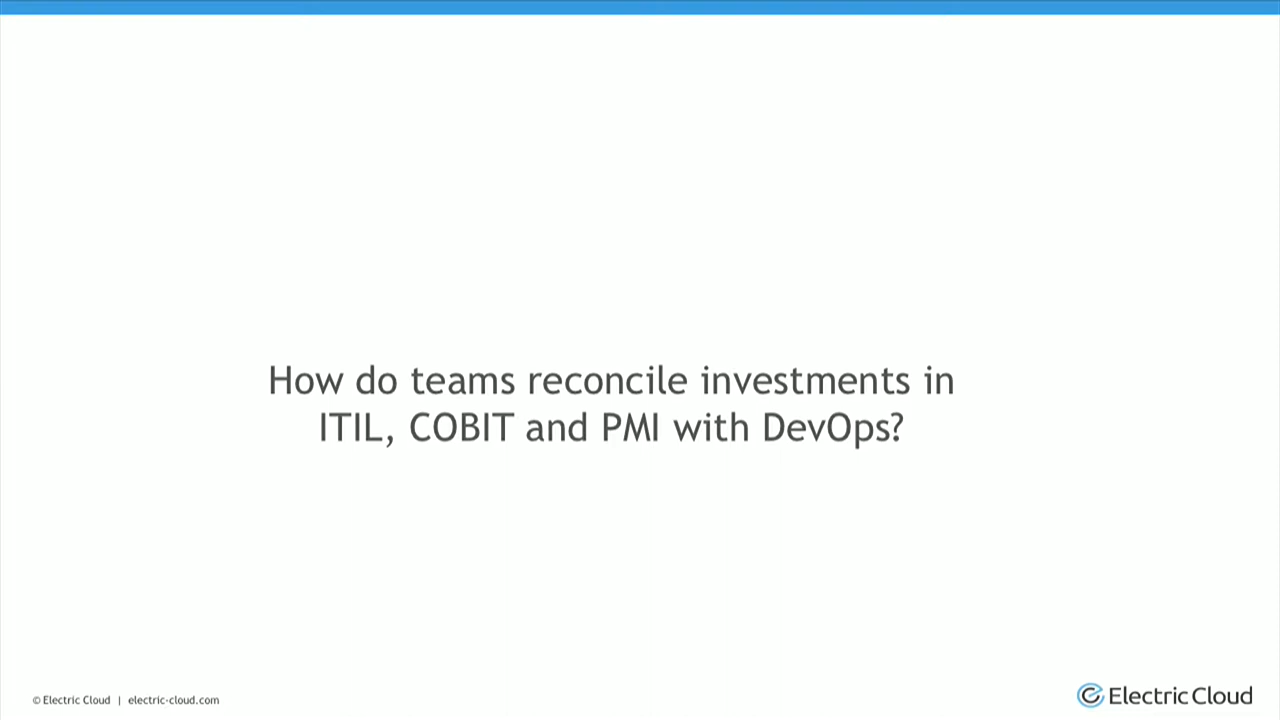 How do teams reconcile investments in
ITIL, COBIT and PMI with DevOps?
© Electric Cloud | electric-cloud.com
Electric Cloud